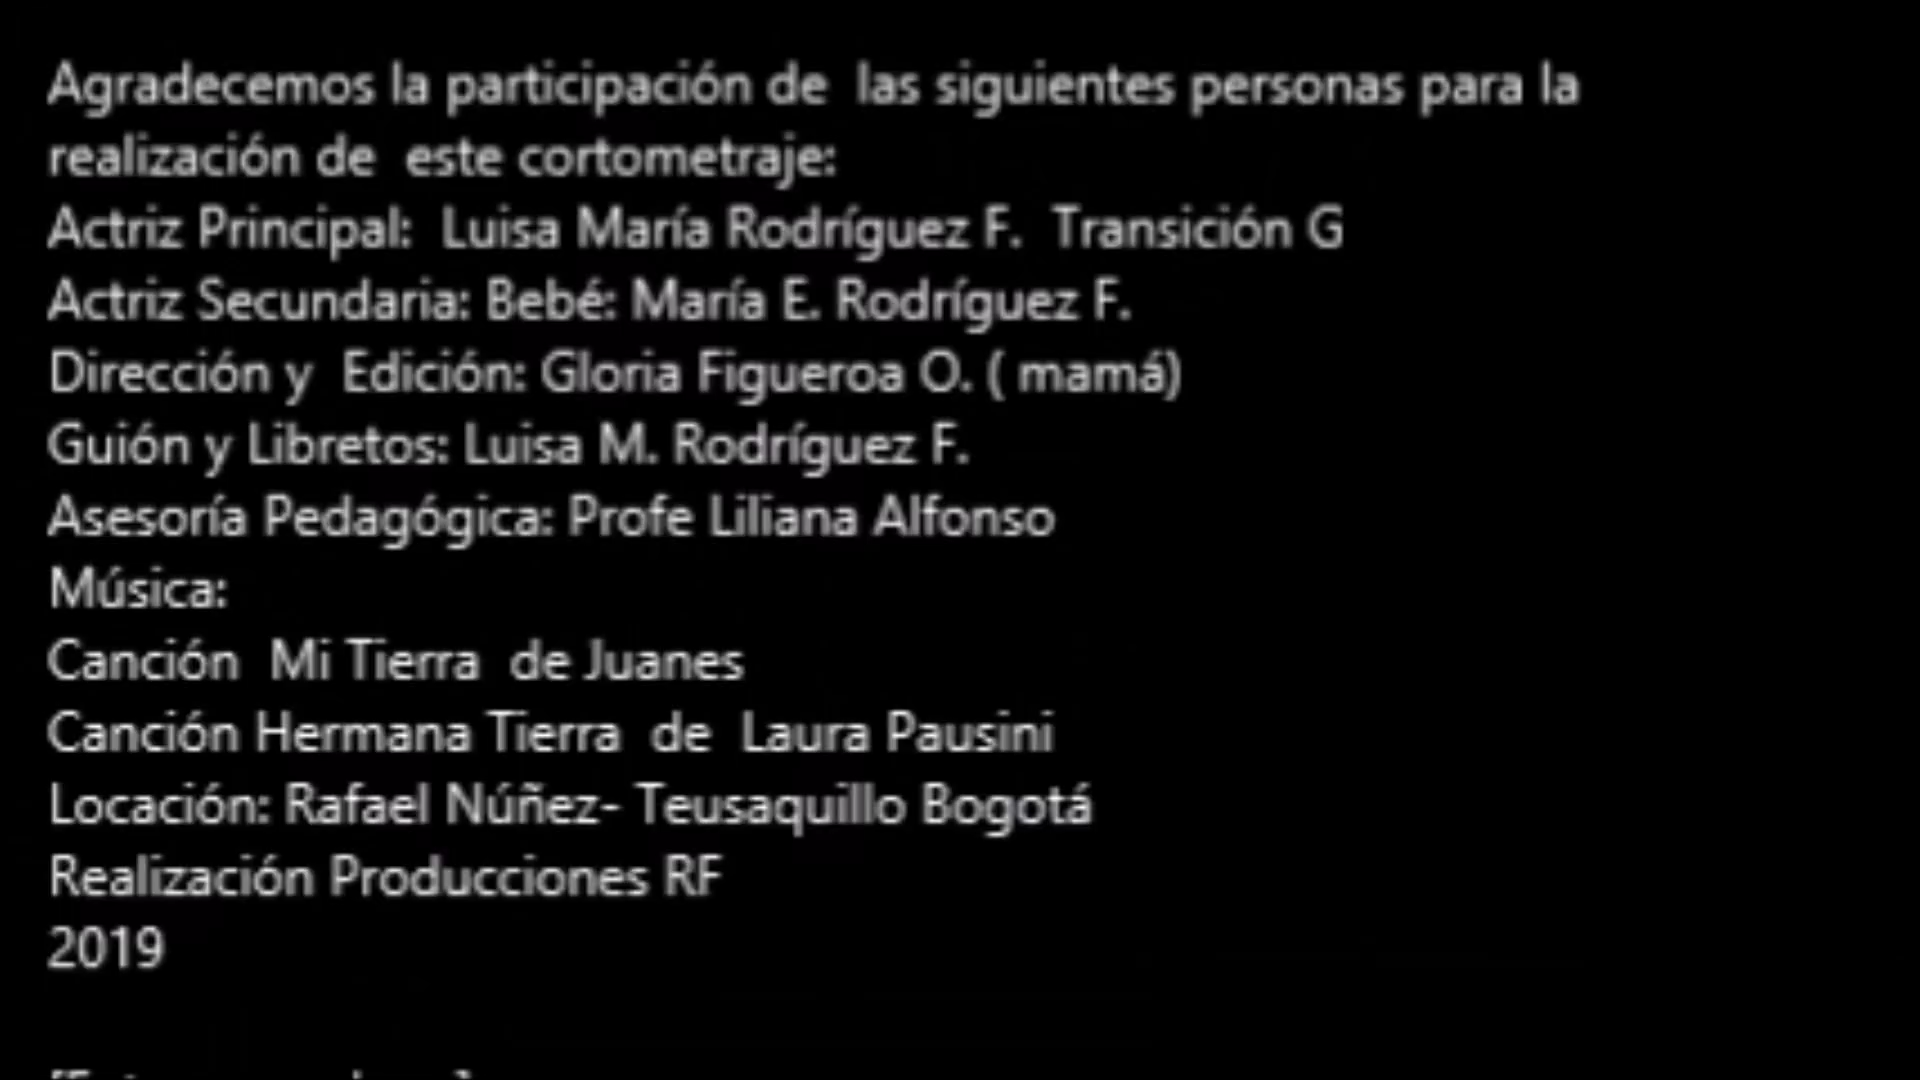 Agradecemos la participación de  las siguientes personas para la
realización de  este cortometraje:
Actriz Principal:  Luisa María Rodríguez F.  Transición G
Actriz Secundaria: Bebé: María E. Rodríguez F.
Dirección y  Edición: Gloria Figueroa O. ( mamá)
Guión y Libretos: Luisa M. Rodríguez F.
Asesoría Pedagógica: Profe Liliana Alfonso
Música:
Canción  Mi Tierra  de Juanes
Canción Hermana Tierra  de  Laura Pausini
Locación: Rafael Núñez- Teusaquillo Bogotá
Realización Producciones RF
2019